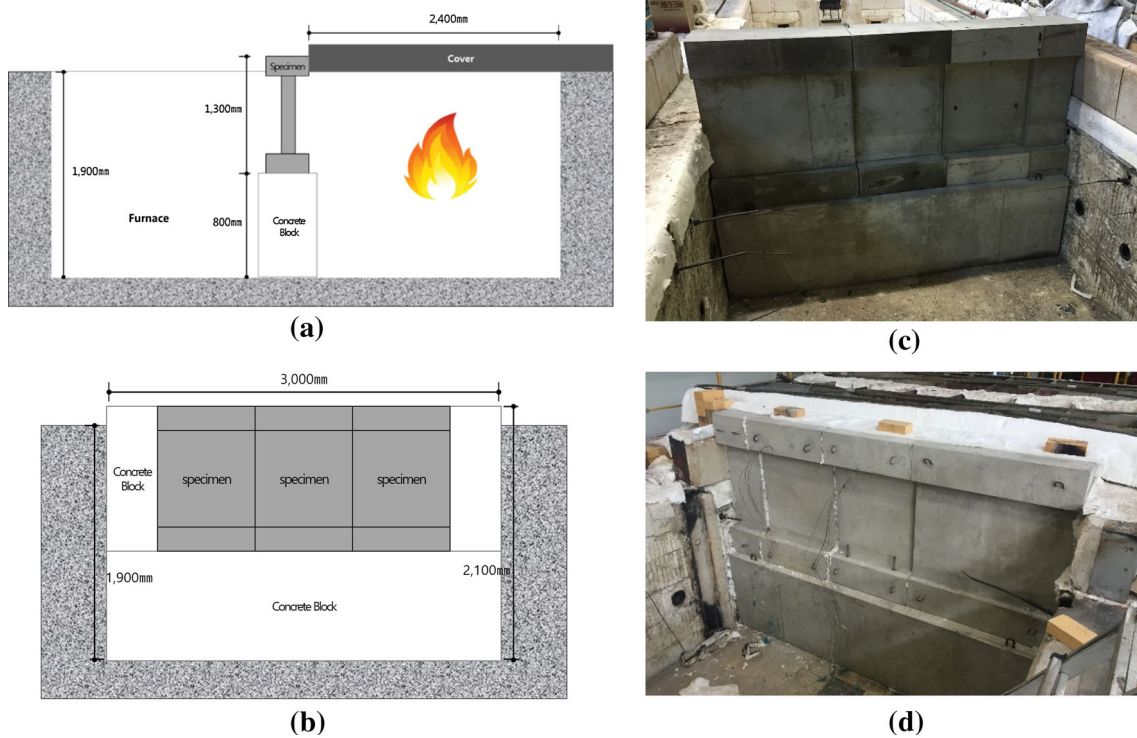 2,400mm
Cover
Specimen
1,300mm
1,900mm
Furnace
800mm
Concrete
Block
(a)
3,000mm
Concrete
Block
specimen
specimen
specimen
1,900mm
2,100mm
Concrete Block
(b)
(c)
(d)